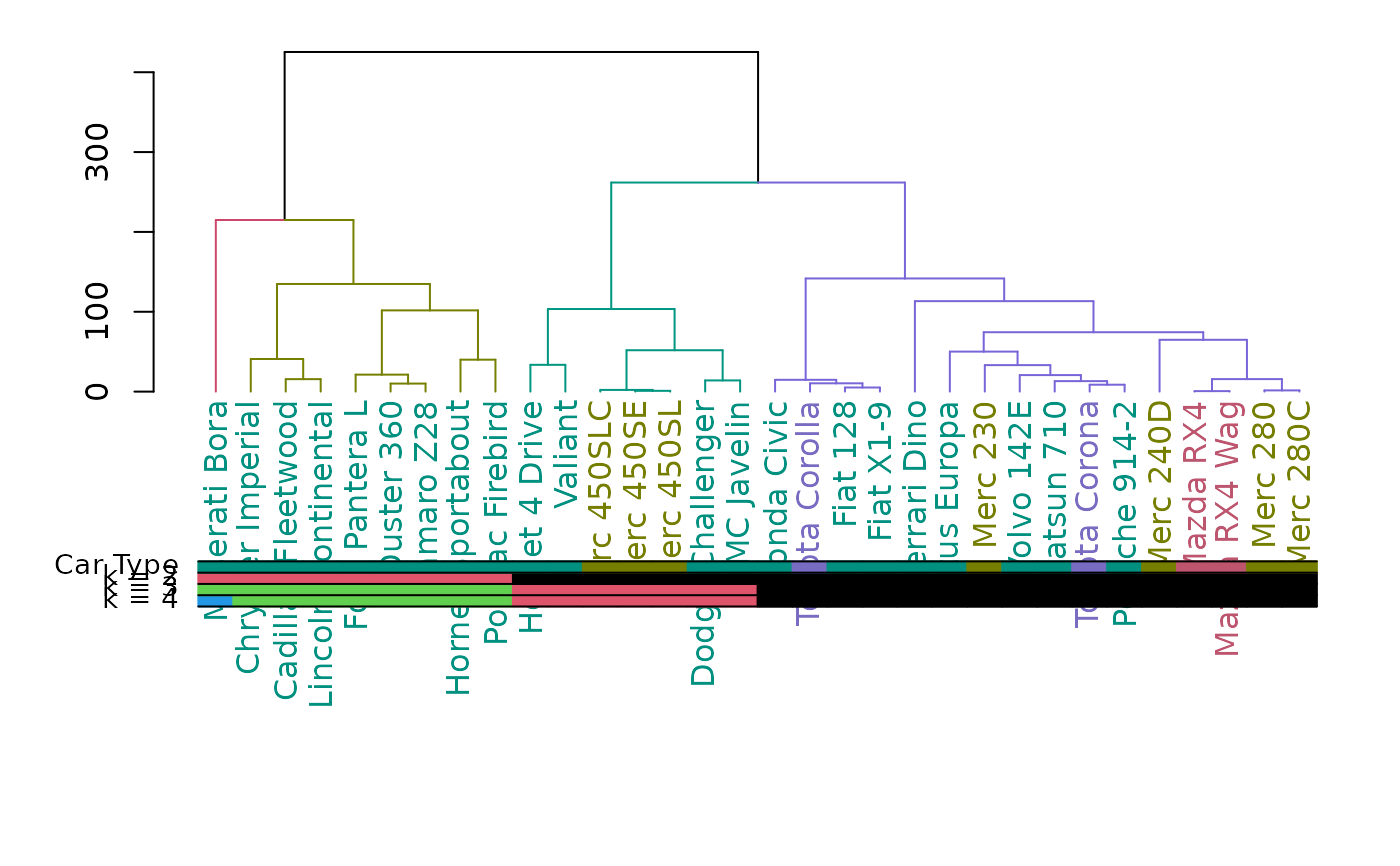 300
100
0
Maserati Bora
Chrysler Imperial
Cadillac Fleetwood
Lincoln Continental
Ford Pantera L
Duster 360
Camaro Z28
Hornet Sportabout
Pontiac Firebird
Hornet 4 Drive
Valiant
Merc 450SLC
Merc 450SE
Merc 450SL
Dodge Challenger
AMC Javelin
Honda Civic
Toyota Corolla
Fiat 128
Fiat X1-9
Ferrari Dino
Lotus Europa
Merc 230
Volvo 142E
Datsun 710
Toyota Corona
Porsche 914-2
Merc 240D
Mazda RX4
Mazda RX4 Wag
Merc 280
Merc 280C
Car Type
k = 2
k = 3
k = 4